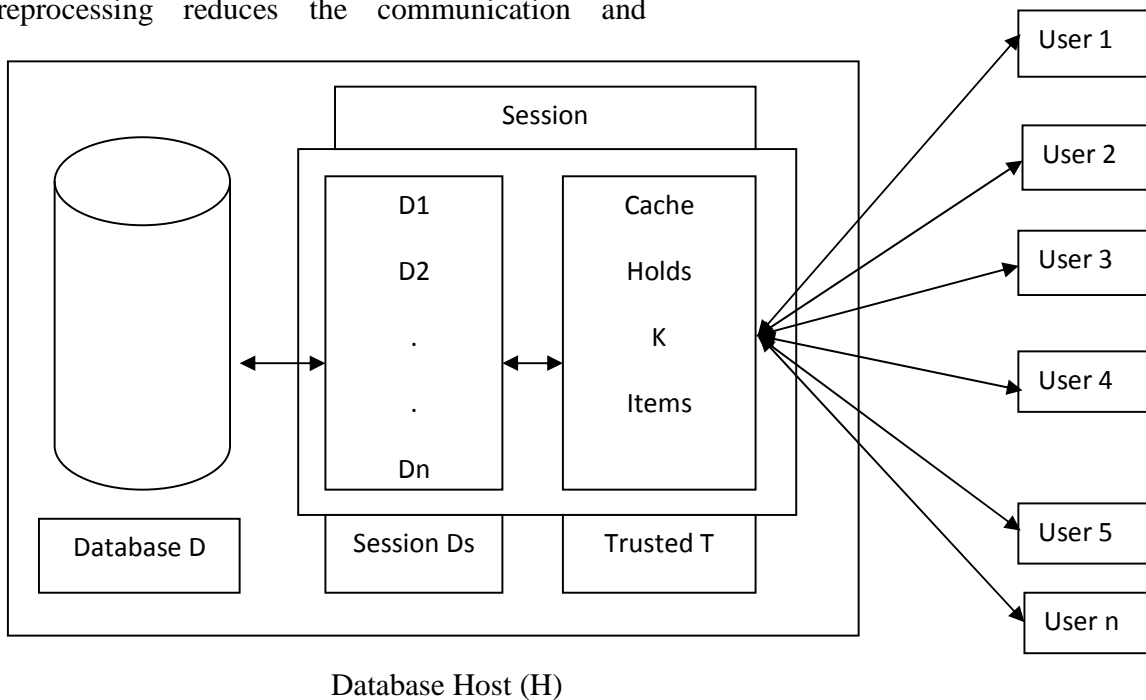 reprocessing reduces the communication and
Session
D1
D2
.
.
Dn
Cache
Holds
K
Items
Database D
Session Ds
Trusted T
User 1
User 2
User 3
User 4
User 5
User n
Database Host (H)